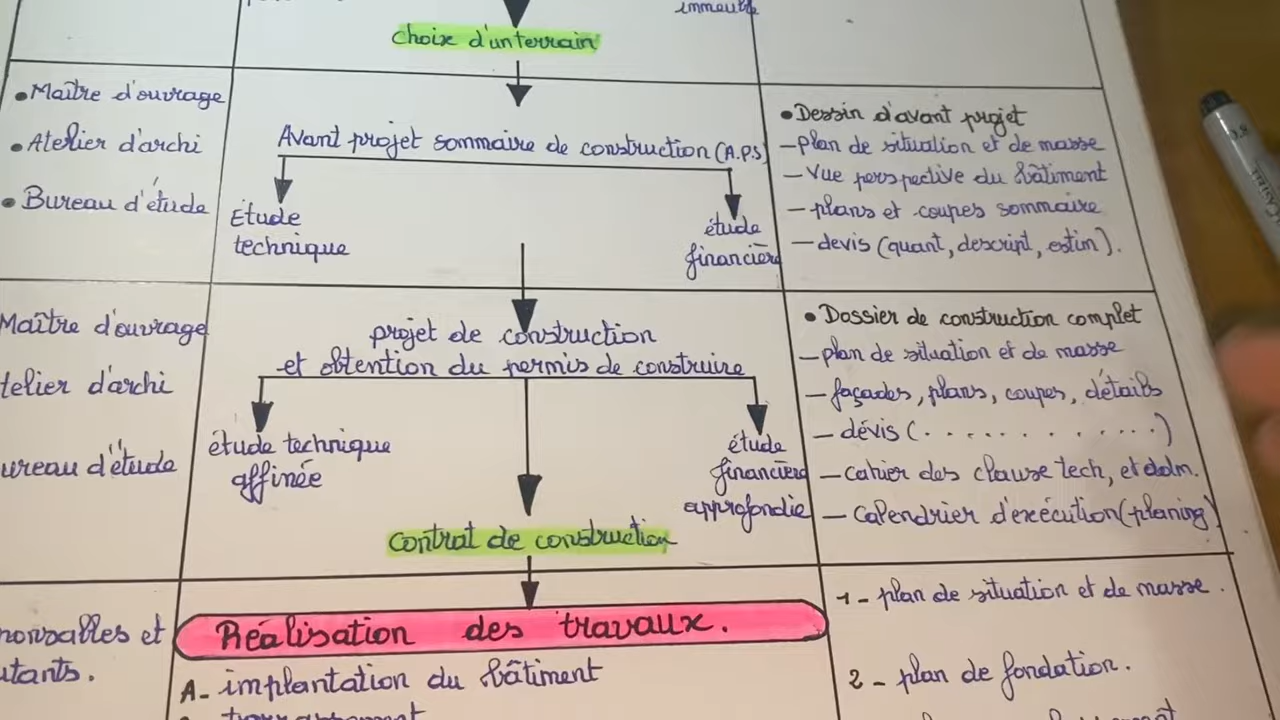 immeuble
choix d'un terrain
• Maître d'ouvrage
• Atelier d'archi
• Bureau d'étude
Avant projet sommaire de construction (A.P.S)
Etude
technique
étude
financière
• Dessin d'avant projet
- plan de situation et de masse
- Vue perspective du bâtiment
- plans et coupes sommaire
- devis (quant, descript, estim).
Maître d'ouvrage
telier d'archi
ureau d'étude
projet de construction
et obtention du permis de construire
étude technique
affinée
étude
financière
approfondie
contrat de construction
• Dossier de construction complet
- plan de situation et de masse
- façades, plans, coupes, détails
- dévis (. . . . . . . . . . . . .)
- cahier des clause tech, et
- calendrier d'exécution (planing)
onsables et
tants.
Réalisation des travaux.
A- implantation du bâtiment
1 - plan de situation et de masse.
2 - plan de fondation.